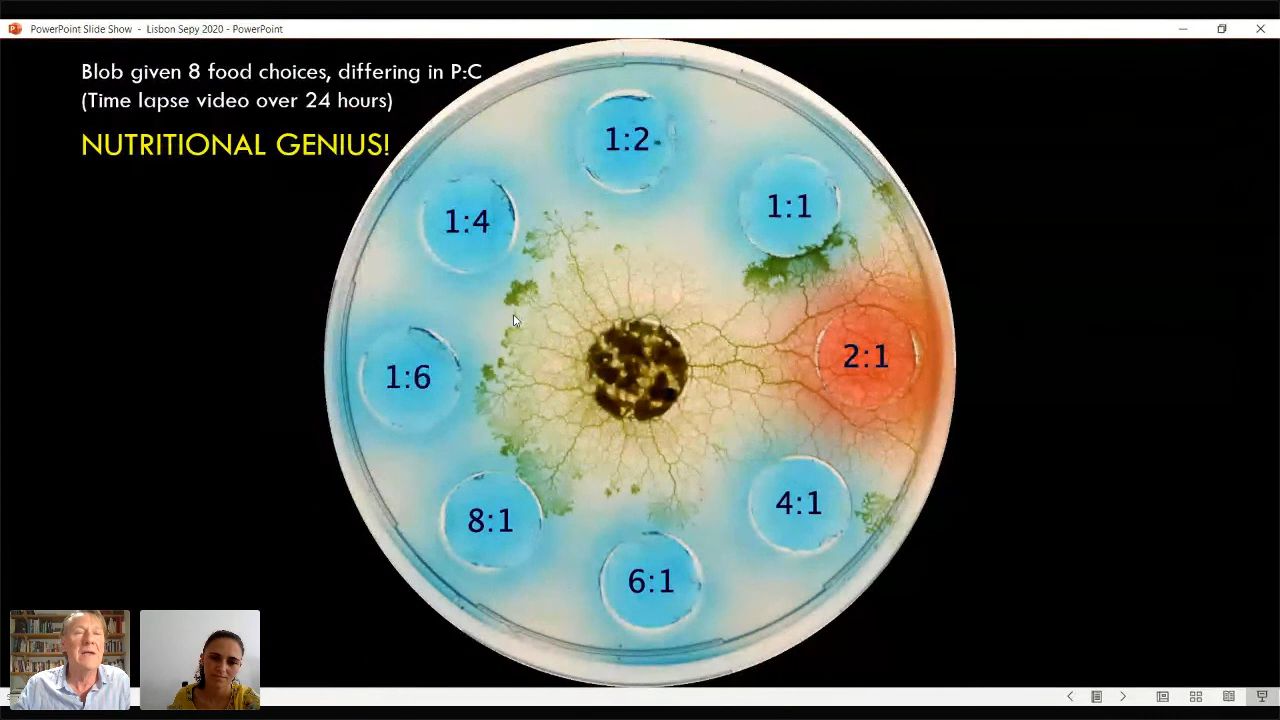 PowerPoint Slide Show - Lisbon Sepy 2020 - PowerPoint
Blob given 8 food choices, differing in P:C
(Time lapse video over 24 hours)
NUTRITIONAL GENIUS!
1:2
1:1
1:4
2:1
1:6
4:1
8:1
6:1